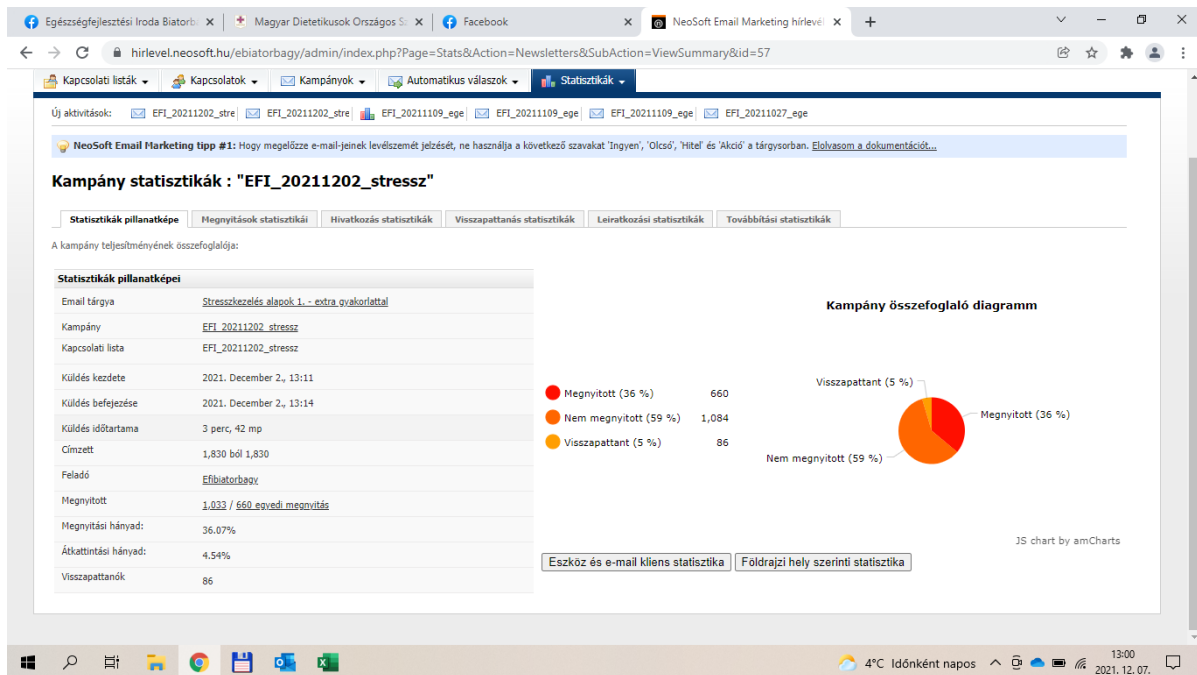 Egészségfejlesztési Iroda Biatorb
Magyar Dietetikusok Országos S
Facebook
NeoSoft Email Marketing hírlevél
hirlevel.neosoft.hu/ebiatorbagy/admin/index.php?Page=Stats&Action=Newsletters&SubAction=ViewSummary&id=57
Kapcsolati listák Kapcsolatok Kampányok Automatikus válaszok Statisztikák
Új aktivitások: EFI_20211202_stre EFI_20211202_stre EFI_20211109_ege EFI_20211109_ege EFI_20211109_ege EFI_20211027_ege
NeoSoft Email Marketing tipp #1: Hogy megelőzze e-mail-jeinek levélszemét jelzését, ne használja a következő szavakat 'Ingyen', 'Olcsó', 'Hitel' és 'Akció' a tárgysorban. Elolvasom a dokumentációt...
Kampány statisztikák : "EFI_20211202_stressz"
Statisztikák pillanatképe Megnyitások statisztikái Hivatkozás statisztikák Visszapattanás statisztikák Leiratkozási statisztikák Továbbítási statisztikák
A kampány teljesítményének összefoglalója:
Statisztikák pillanatképei
Email tárgya Stresszkezelés alapok 1. - extra gyakorlattal
Kampány EFI_20211202_stressz
Kapcsolati lista EFI_20211202_stressz
Küldés kezdete 2021. December 2., 13:11
Küldés befejezése 2021. December 2., 13:14
Küldés időtartama 3 perc, 42 mp
Címzett 1,830 ból 1,830
Feladó Efibiatorbagy
Megnyitott 1,033 / 660 egyedi megnyitás
Megnyitási hányad: 36.07%
Átkattintási hányad: 4.54%
Visszapattanók 86
Kampány összefoglaló diagramm
Megnyitott (36 %) 660
Nem megnyitott (59 %) 1,084
Visszapattant (5 %) 86
Visszapattant (5 %)
Megnyitott (36 %)
Nem megnyitott (59 %)
JS chart by amCharts
Eszköz és e-mail kliens statisztika Földrajzi hely szerinti statisztika
4°C Időnként napos
13:00
2021. 12. 07.